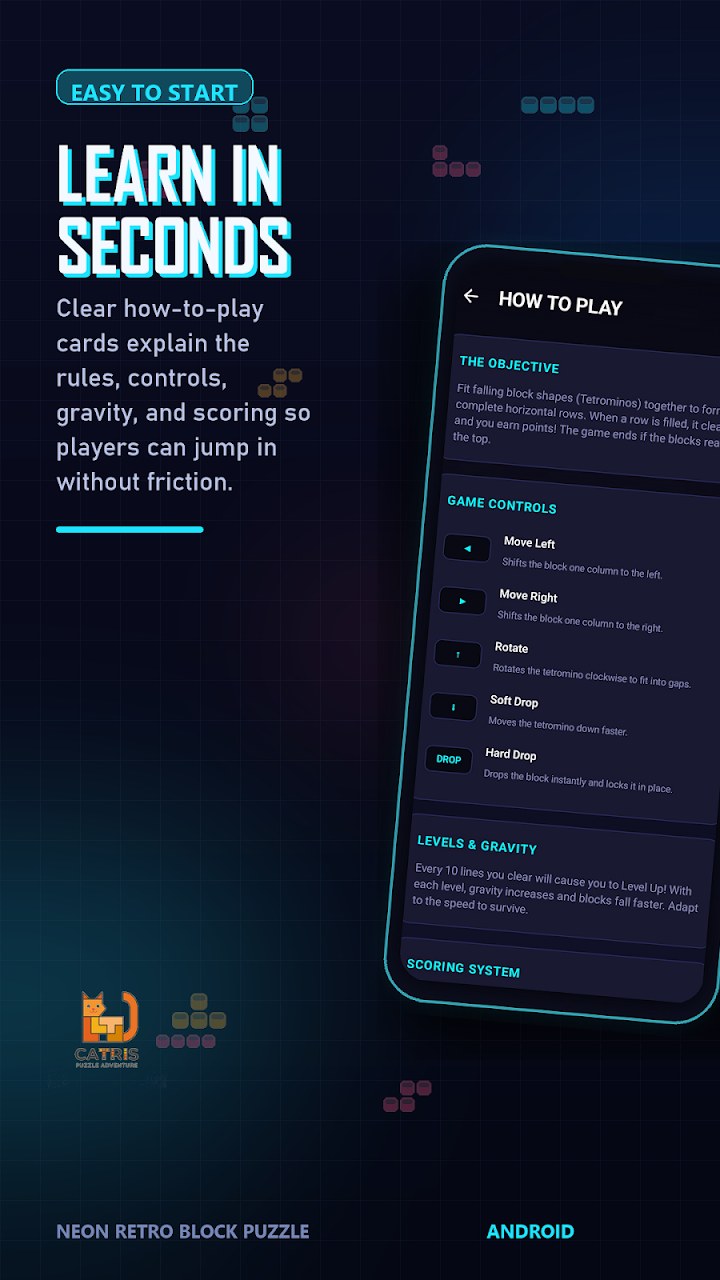 EASY TO START
LEARN IN
SECONDS
Clear how-to-play
cards explain the
rules, controls,
gravity, and scoring so
players can jump in
without friction.
HOW TO PLAY
THE OBJECTIVE
Fit falling block shapes (Tetrominos) together to
complete horizontal rows. When a row is filled, it
and you earn points! The game ends if the blocks
the top.
GAME CONTROLS
Move Left
Shifts the block one column to the left.
Move Right
Shifts the block one column to the right.
Rotate
Rotates the tetromino clockwise to fit into gaps.
Soft Drop
Moves the tetromino down faster.
DROP
Hard Drop
Drops the block instantly and locks it in place.
LEVELS & GRAVITY
Every 10 lines you clear will cause you to Level Up! With
each level, gravity increases and blocks fall faster. Adapt
to the speed to survive.
SCORING SYSTEM
CATRIS
PUZZLE ADVENTURE
NEON RETRO BLOCK PUZZLE
ANDROID